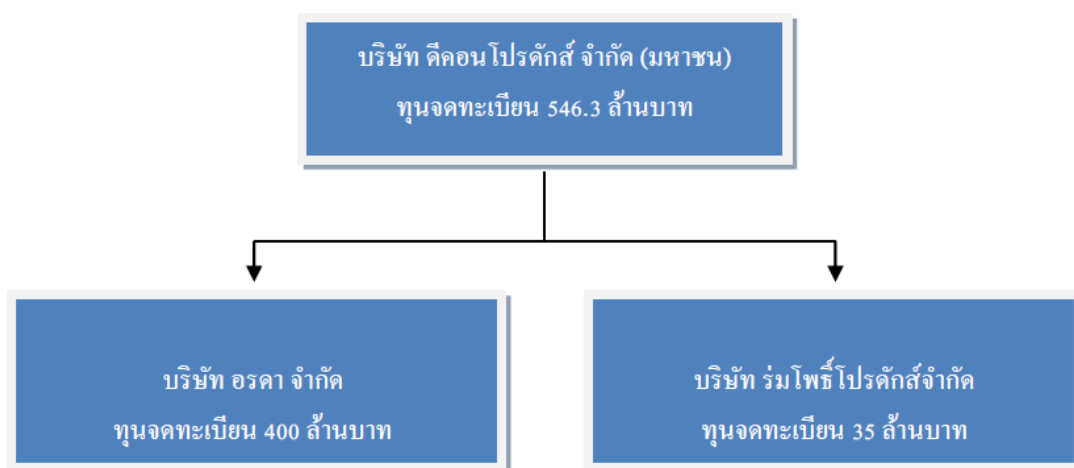 บริษัท ดีคอนโปรดักส์ จำกัด (มหาชน)
ทุนจดทะเบียน 546.3 ล้านบาท
บริษัท อรดา จำกัด
ทุนจดทะเบียน 400 ล้านบาท
บริษัท ร่มโพธิ์โปรดักส์จำกัด
ทุนจดทะเบียน 35 ล้านบาท